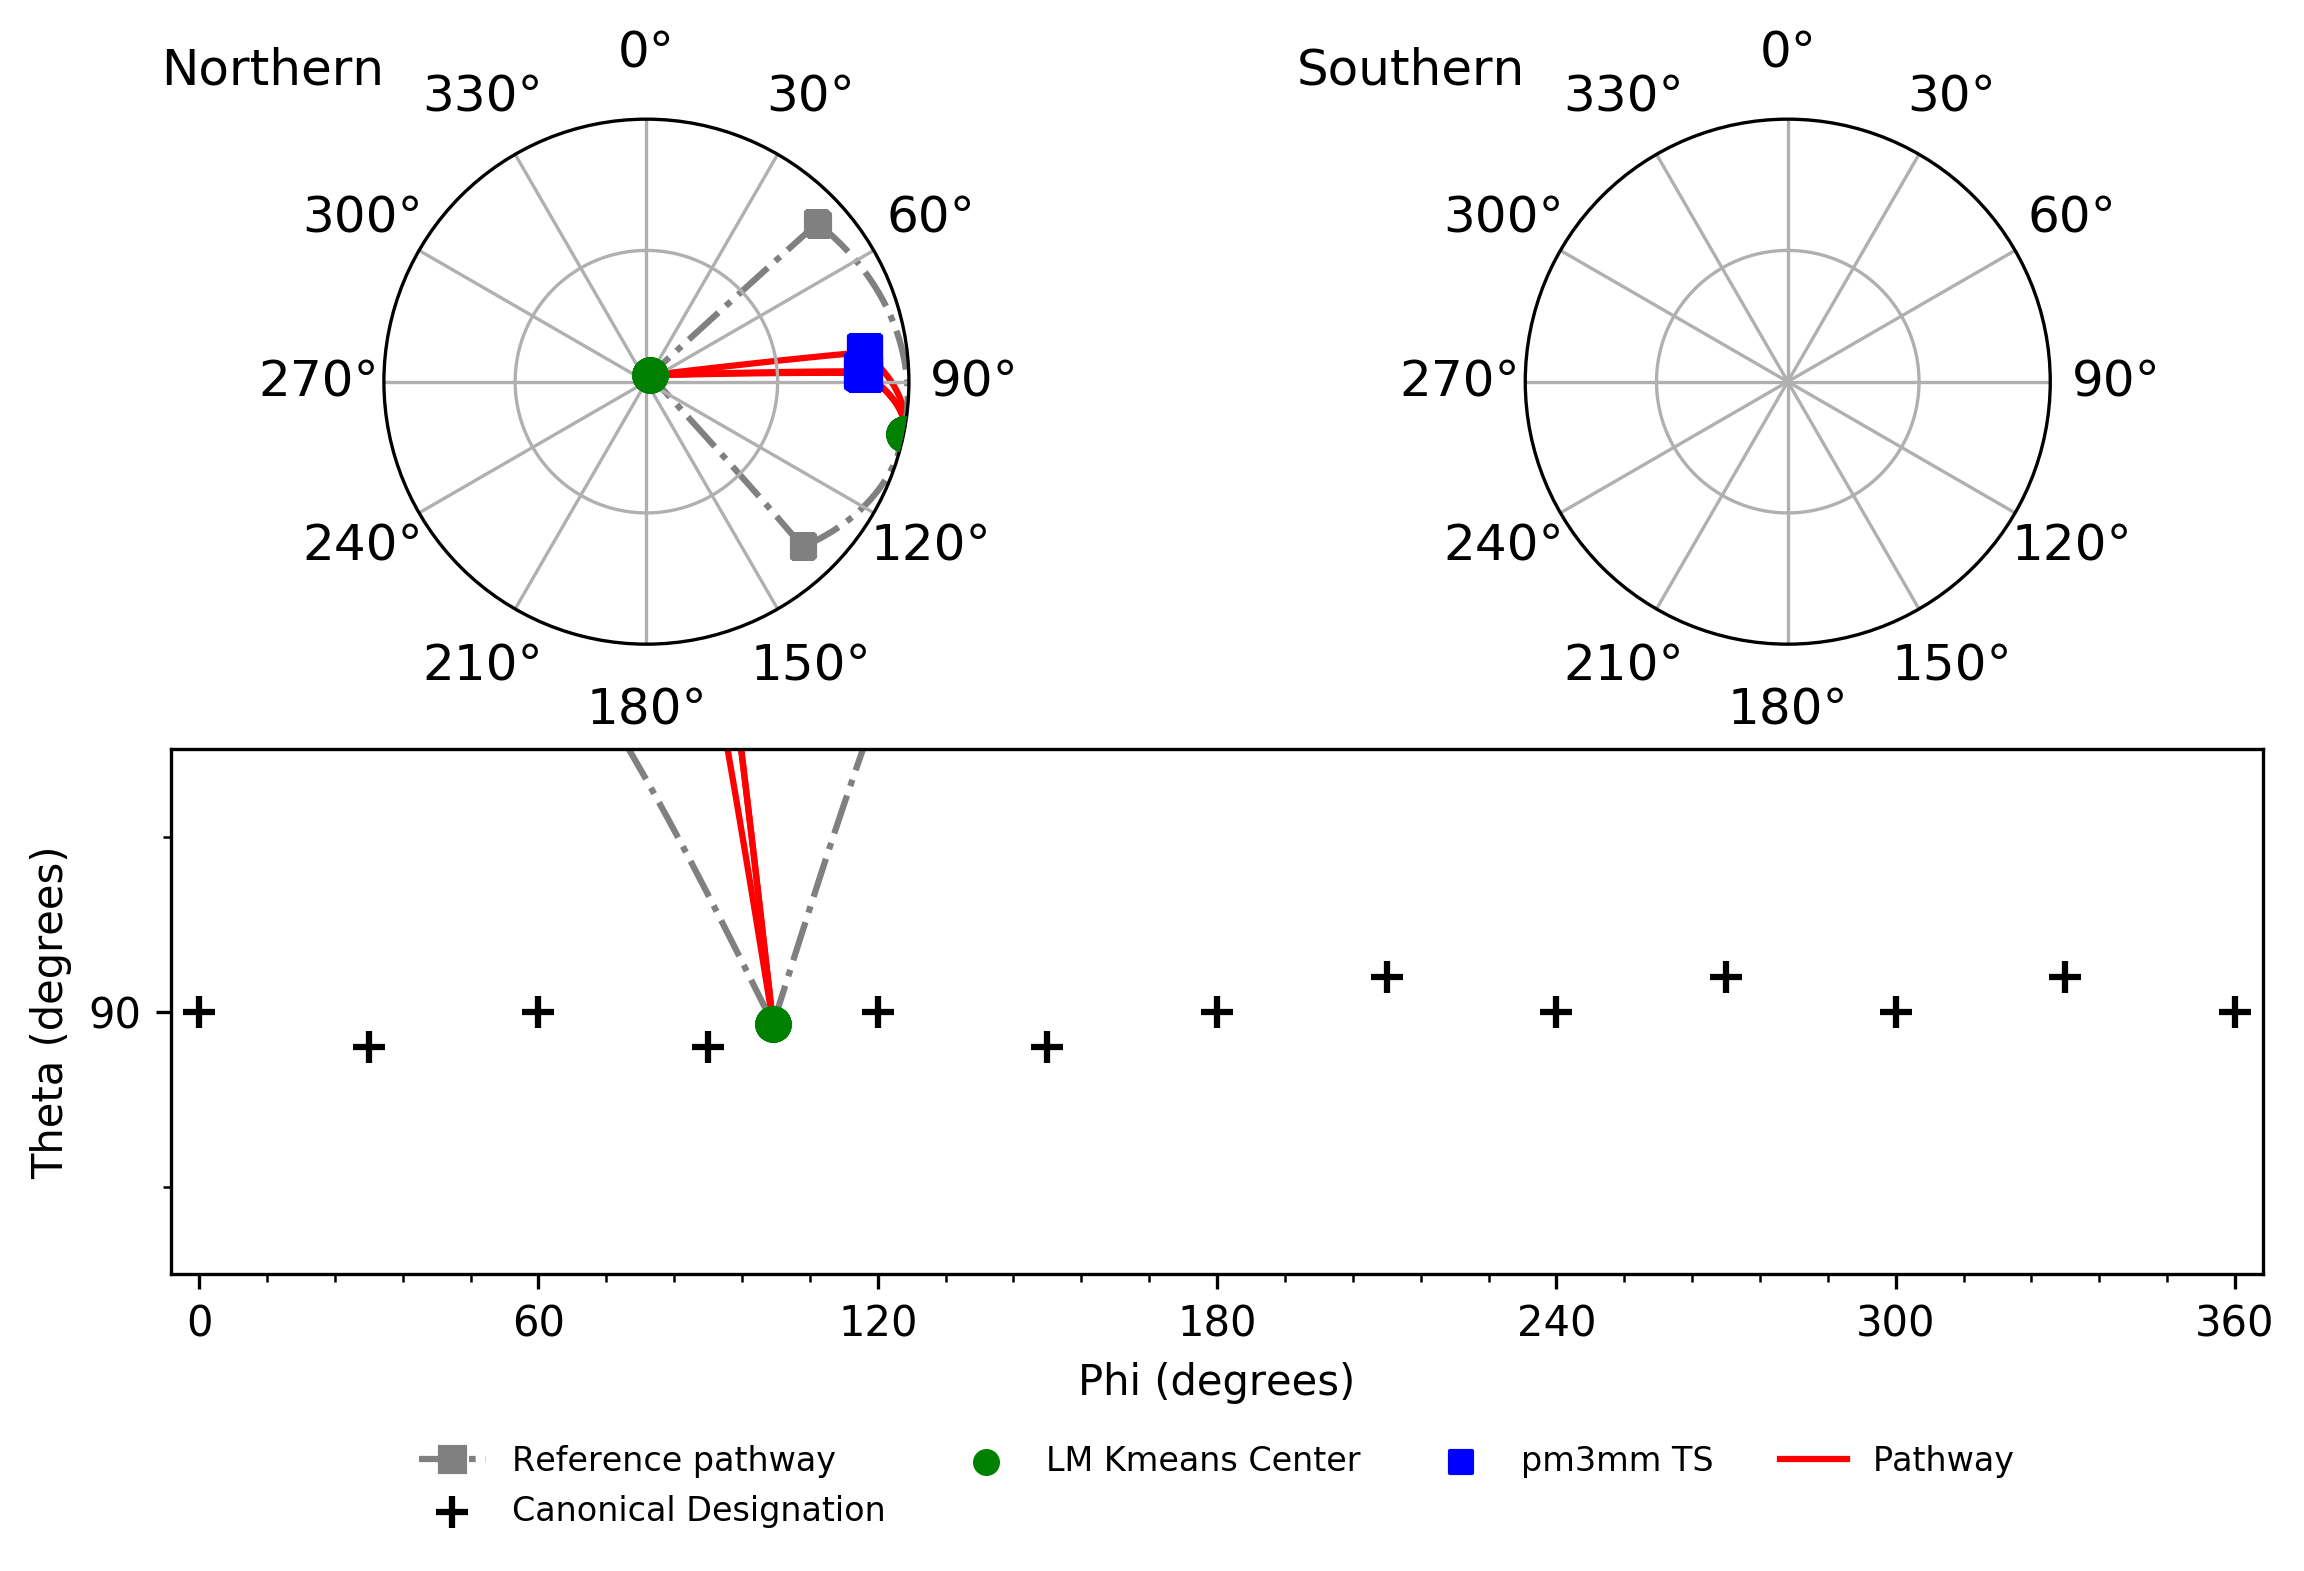 Northern
0°
330°
30°
300°
60°
270°
90°
240°
120°
210°
150°
180°
Southern
0°
330°
30°
300°
60°
270°
90°
240°
120°
210°
150°
180°
Theta (degrees)
90
0 60 120 180 240 300 360
Phi (degrees)
Reference pathway
Canonical Designation
LM Kmeans Center
pm3mm TS
Pathway